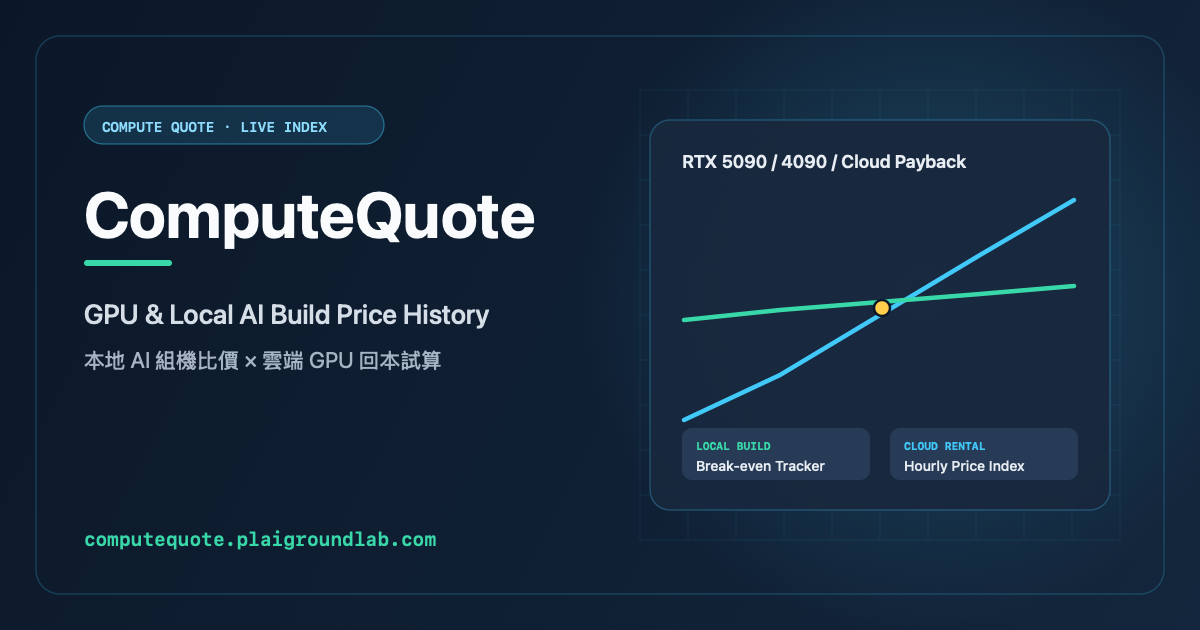 COMPUTE QUOTE · LIVE INDEX
ComputeQuote
GPU & Local AI Build Price History
本地 AI 組機比價 × 雲端 GPU 回本試算
computequote.plaigroundlab.com
RTX 5090 / 4090 / Cloud Payback
LOCAL BUILD
Break-even Tracker
CLOUD RENTAL
Hourly Price Index